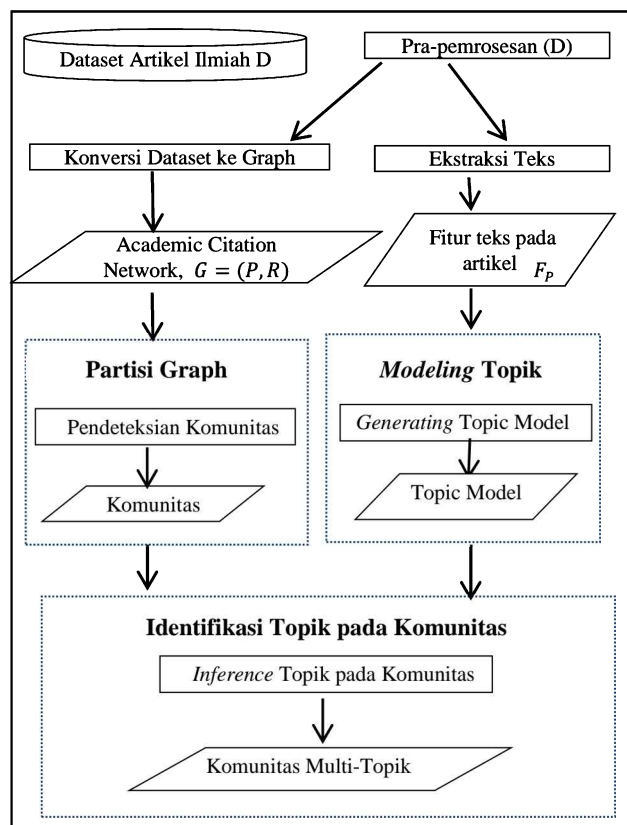 Dataset Artikel Ilmiah D
Pra-pemrosesan (D)
Konversi Dataset ke Graph
Ekstraksi Teks
Academic Citation
Network, G = (P, R)
Fitur teks pada
artikel F_P
Partisi Graph
Pendeteksian Komunitas
Komunitas
Modeling Topik
Generating Topic Model
Topic Model
Identifikasi Topik pada Komunitas
Inference Topik pada Komunitas
Komunitas Multi-Topik